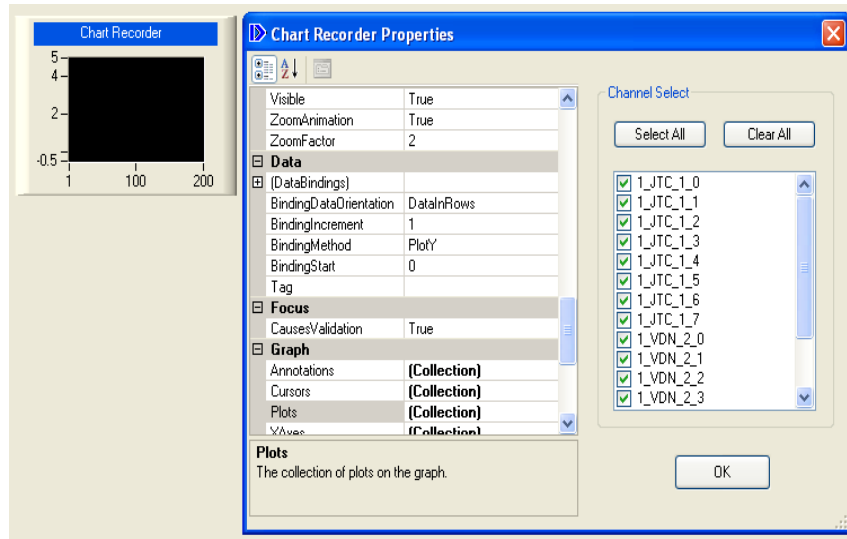 Chart Recorder
5
4
2
-0.5
1 100 200
Chart Recorder Properties
Visible True
ZoomAnimation True
ZoomFactor 2
Data
(DataBindings)
BindingDataOrientation DataInRows
BindingIncrement 1
BindingMethod PlotY
BindingStart 0
Tag
Focus
CausesValidation True
Graph
Annotations (Collection)
Cursors (Collection)
Plots (Collection)
XAxes (Collection)
Plots
The collection of plots on the graph.
Channel Select
Select All Clear All
1_JTC_1_0
1_JTC_1_1
1_JTC_1_2
1_JTC_1_3
1_JTC_1_4
1_JTC_1_5
1_JTC_1_6
1_JTC_1_7
1_VDN_2_0
1_VDN_2_1
1_VDN_2_2
1_VDN_2_3
OK